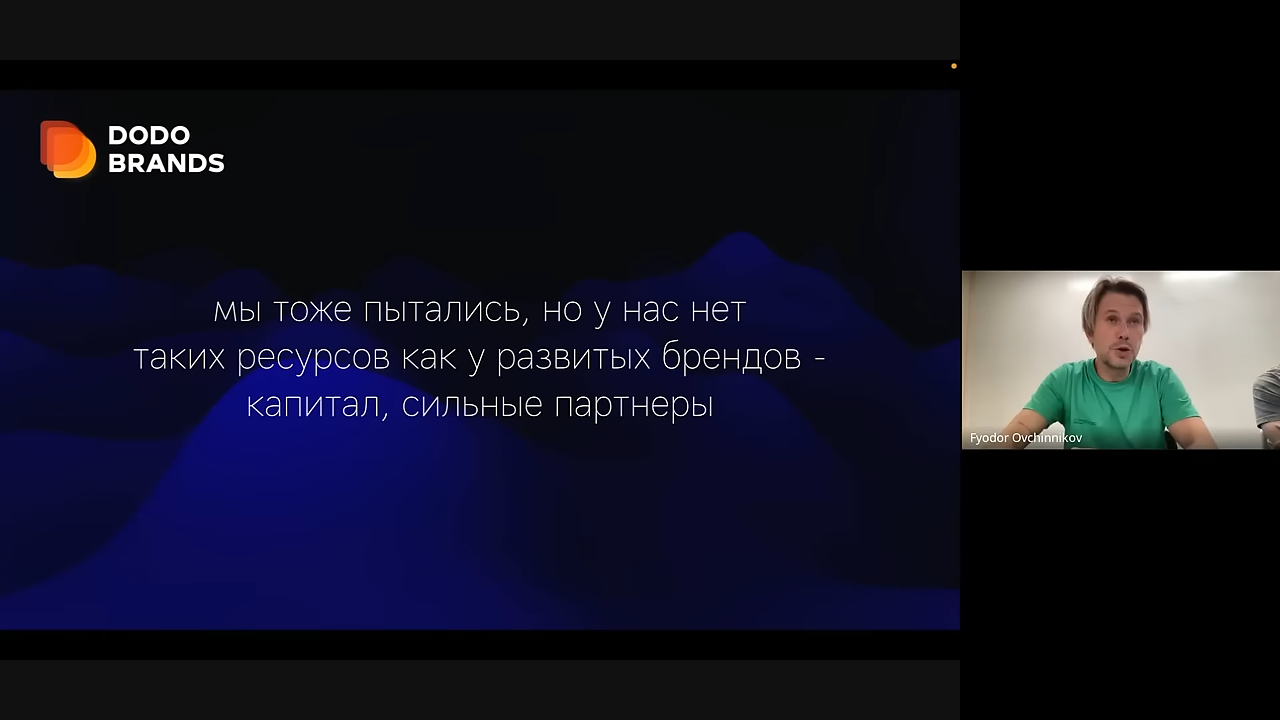 DODO
BRANDS
мы тоже пытались, но у нас нет
таких ресурсов как у развитых брендов -
капитал, сильные партнеры
Fyodor Ovchinnikov